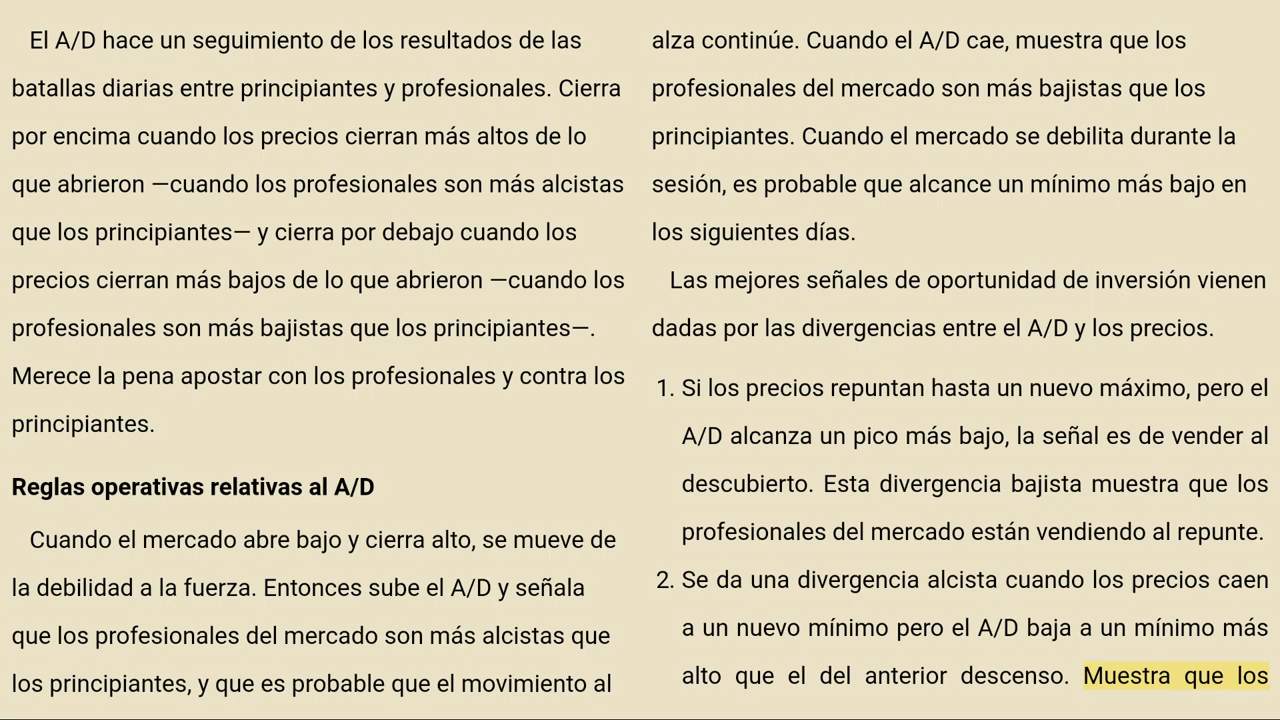 El A/D hace un seguimiento de los resultados de las
batallas diarias entre principiantes y profesionales. Cierra
por encima cuando los precios cierran más altos de lo
que abrieron —cuando los profesionales son más alcistas
que los principiantes— y cierra por debajo cuando los
precios cierran más bajos de lo que abrieron —cuando los
profesionales son más bajistas que los principiantes—.
Merece la pena apostar con los profesionales y contra los
principiantes.
Reglas operativas relativas al A/D
Cuando el mercado abre bajo y cierra alto, se mueve de
la debilidad a la fuerza. Entonces sube el A/D y señala
que los profesionales del mercado son más alcistas que
los principiantes, y que es probable que el movimiento al
alza continúe. Cuando el A/D cae, muestra que los
profesionales del mercado son más bajistas que los
principiantes. Cuando el mercado se debilita durante la
sesión, es probable que alcance un mínimo más bajo en
los siguientes días.
Las mejores señales de oportunidad de inversión vienen
dadas por las divergencias entre el A/D y los precios.
1. Si los precios repuntan hasta un nuevo máximo, pero el
A/D alcanza un pico más bajo, la señal es de vender al
descubierto. Esta divergencia bajista muestra que los
profesionales del mercado están vendiendo al repunte.
2. Se da una divergencia alcista cuando los precios caen
a un nuevo mínimo pero el A/D baja a un mínimo más
alto que el del anterior descenso. Muestra que los